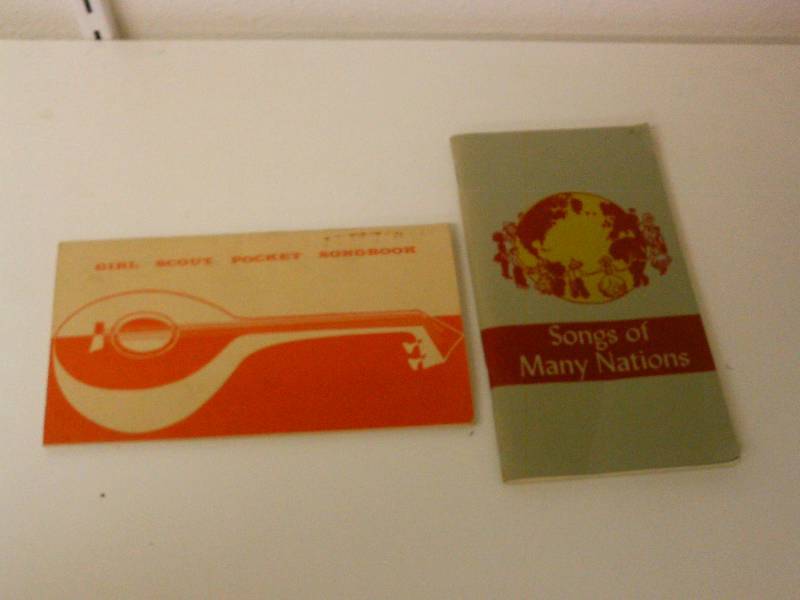 GIRL SCOUT POCKET SONGBOOK
Songs of
Many Nations